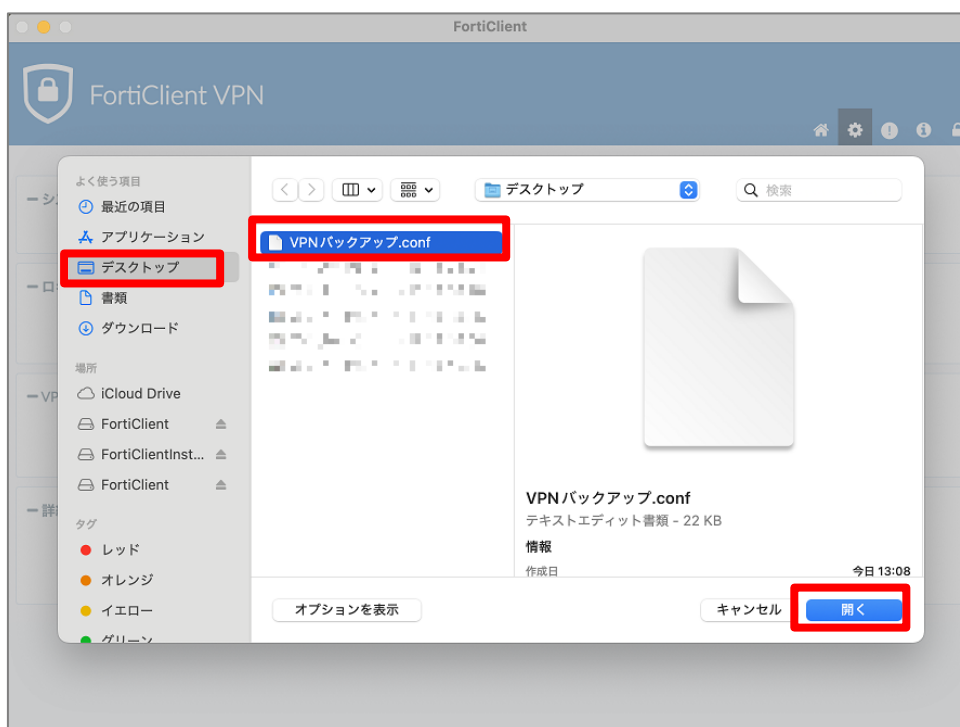 FortiClient
FortiClient VPN
よく使う項目
最近の項目
アプリケーション
デスクトップ
書類
ダウンロード
場所
iCloud Drive
FortiClient
FortiClientInst...
FortiClient
タグ
レッド
オレンジ
イエロー
グリーン
デスクトップ
検索
VPNバックアップ.conf
VPNバックアップ.conf
テキストエディット書類 - 22 KB
情報
作成日 今日 13:08
オプションを表示
キャンセル
開く
VP